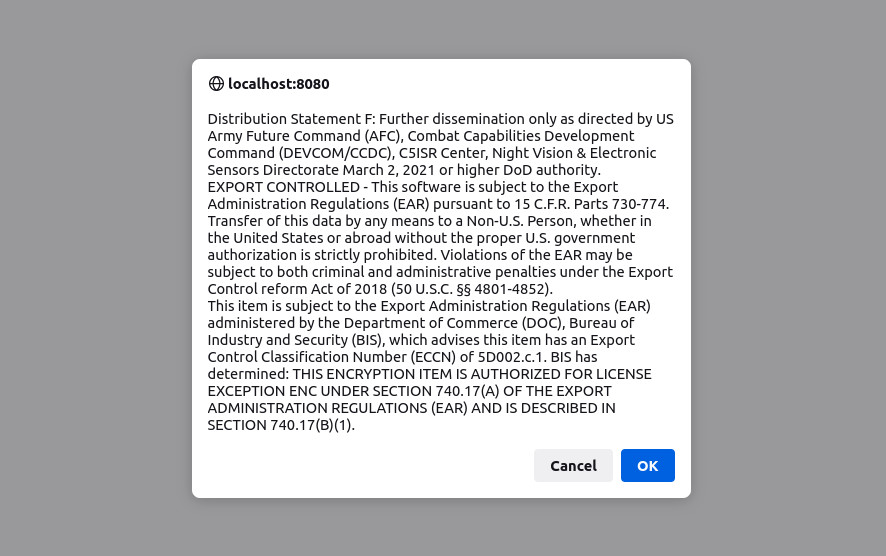 localhost:8080
Distribution Statement F: Further dissemination only as directed by US
Army Future Command (AFC), Combat Capabilities Development
Command (DEVCOM/CCDC), C5ISR Center, Night Vision & Electronic
Sensors Directorate March 2, 2021 or higher DoD authority.
EXPORT CONTROLLED - This software is subject to the Export
Administration Regulations (EAR) pursuant to 15 C.F.R. Parts 730-774.
Transfer of this data by any means to a Non-U.S. Person, whether in
the United States or abroad without the proper U.S. government
authorization is strictly prohibited. Violations of the EAR may be
subject to both criminal and administrative penalties under the Export
Control reform Act of 2018 (50 U.S.C. §§ 4801-4852).
This item is subject to the Export Administration Regulations (EAR)
administered by the Department of Commerce (DOC), Bureau of
Industry and Security (BIS), which advises this item has an Export
Control Classification Number (ECCN) of 5D002.c.1. BIS has
determined: THIS ENCRYPTION ITEM IS AUTHORIZED FOR LICENSE
EXCEPTION ENC UNDER SECTION 740.17(A) OF THE EXPORT
ADMINISTRATION REGULATIONS (EAR) AND IS DESCRIBED IN
SECTION 740.17(B)(1).
Cancel
OK